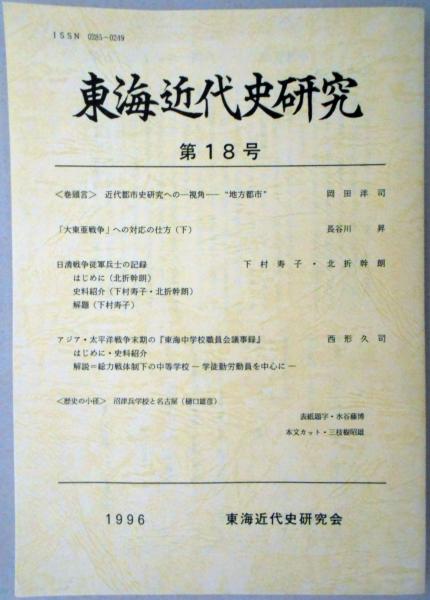 ISSN 0285-0249
東海近代史研究
第18号
〈巻頭言〉 近代都市史研究への一視角——“地方都市” 岡田洋司
「大東亜戦争」への対応の仕方(下) 長谷川 昇
日清戦争従軍兵士の記録 下村寿子・北折幹朗
はじめに(北折幹朗)
史料紹介(下村寿子・北折幹朗)
解題(下村寿子)
アジア・太平洋戦争末期の『東海中学校職員会議事録』 西形久司
はじめに・史料紹介
解説=総力戦体制下の中等学校 — 学徒勤労動員を中心に —
〈歴史の小径〉 沼津兵学校と名古屋(樋口雄彦)
表紙題字・水谷藤博
本文カット・三枝樹昭雄
1996 東海近代史研究会